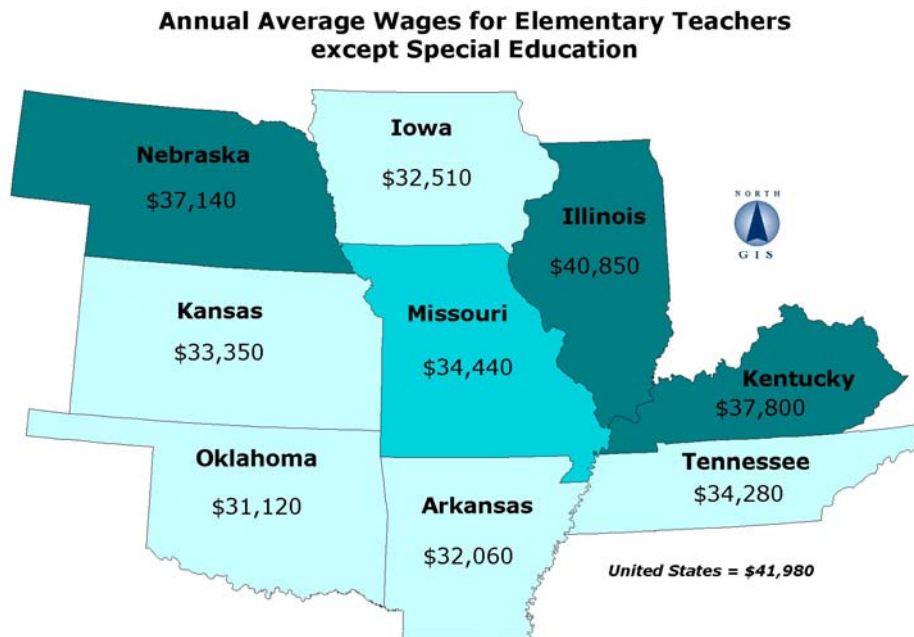 Annual Average Wages for Elementary Teachers
except Special Education
Iowa
$32,510
Nebraska
$37,140
Illinois
$40,850
NORTH
GIS
Kansas
$33,350
Missouri
$34,440
Kentucky
$37,800
Oklahoma
$31,120
Arkansas
$32,060
Tennessee
$34,280
United States = $41,980